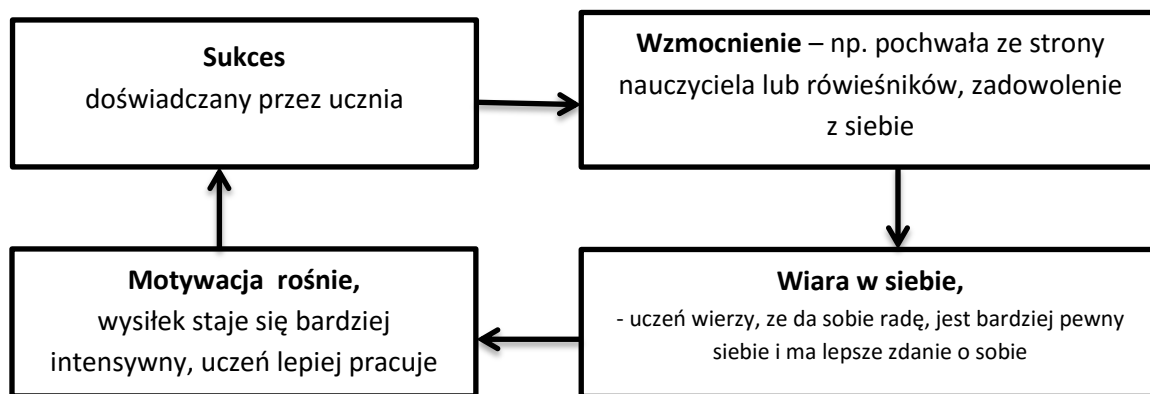 Sukces
doświadczany przez ucznia
Wzmocnienie – np. pochwała ze strony
nauczyciela lub rówieśników, zadowolenie
z siebie
Motywacja rośnie,
wysiłek staje się bardziej
intensywny, uczeń lepiej pracuje
Wiara w siebie,
- uczeń wierzy, ze da sobie radę, jest bardziej pewny
siebie i ma lepsze zdanie o sobie